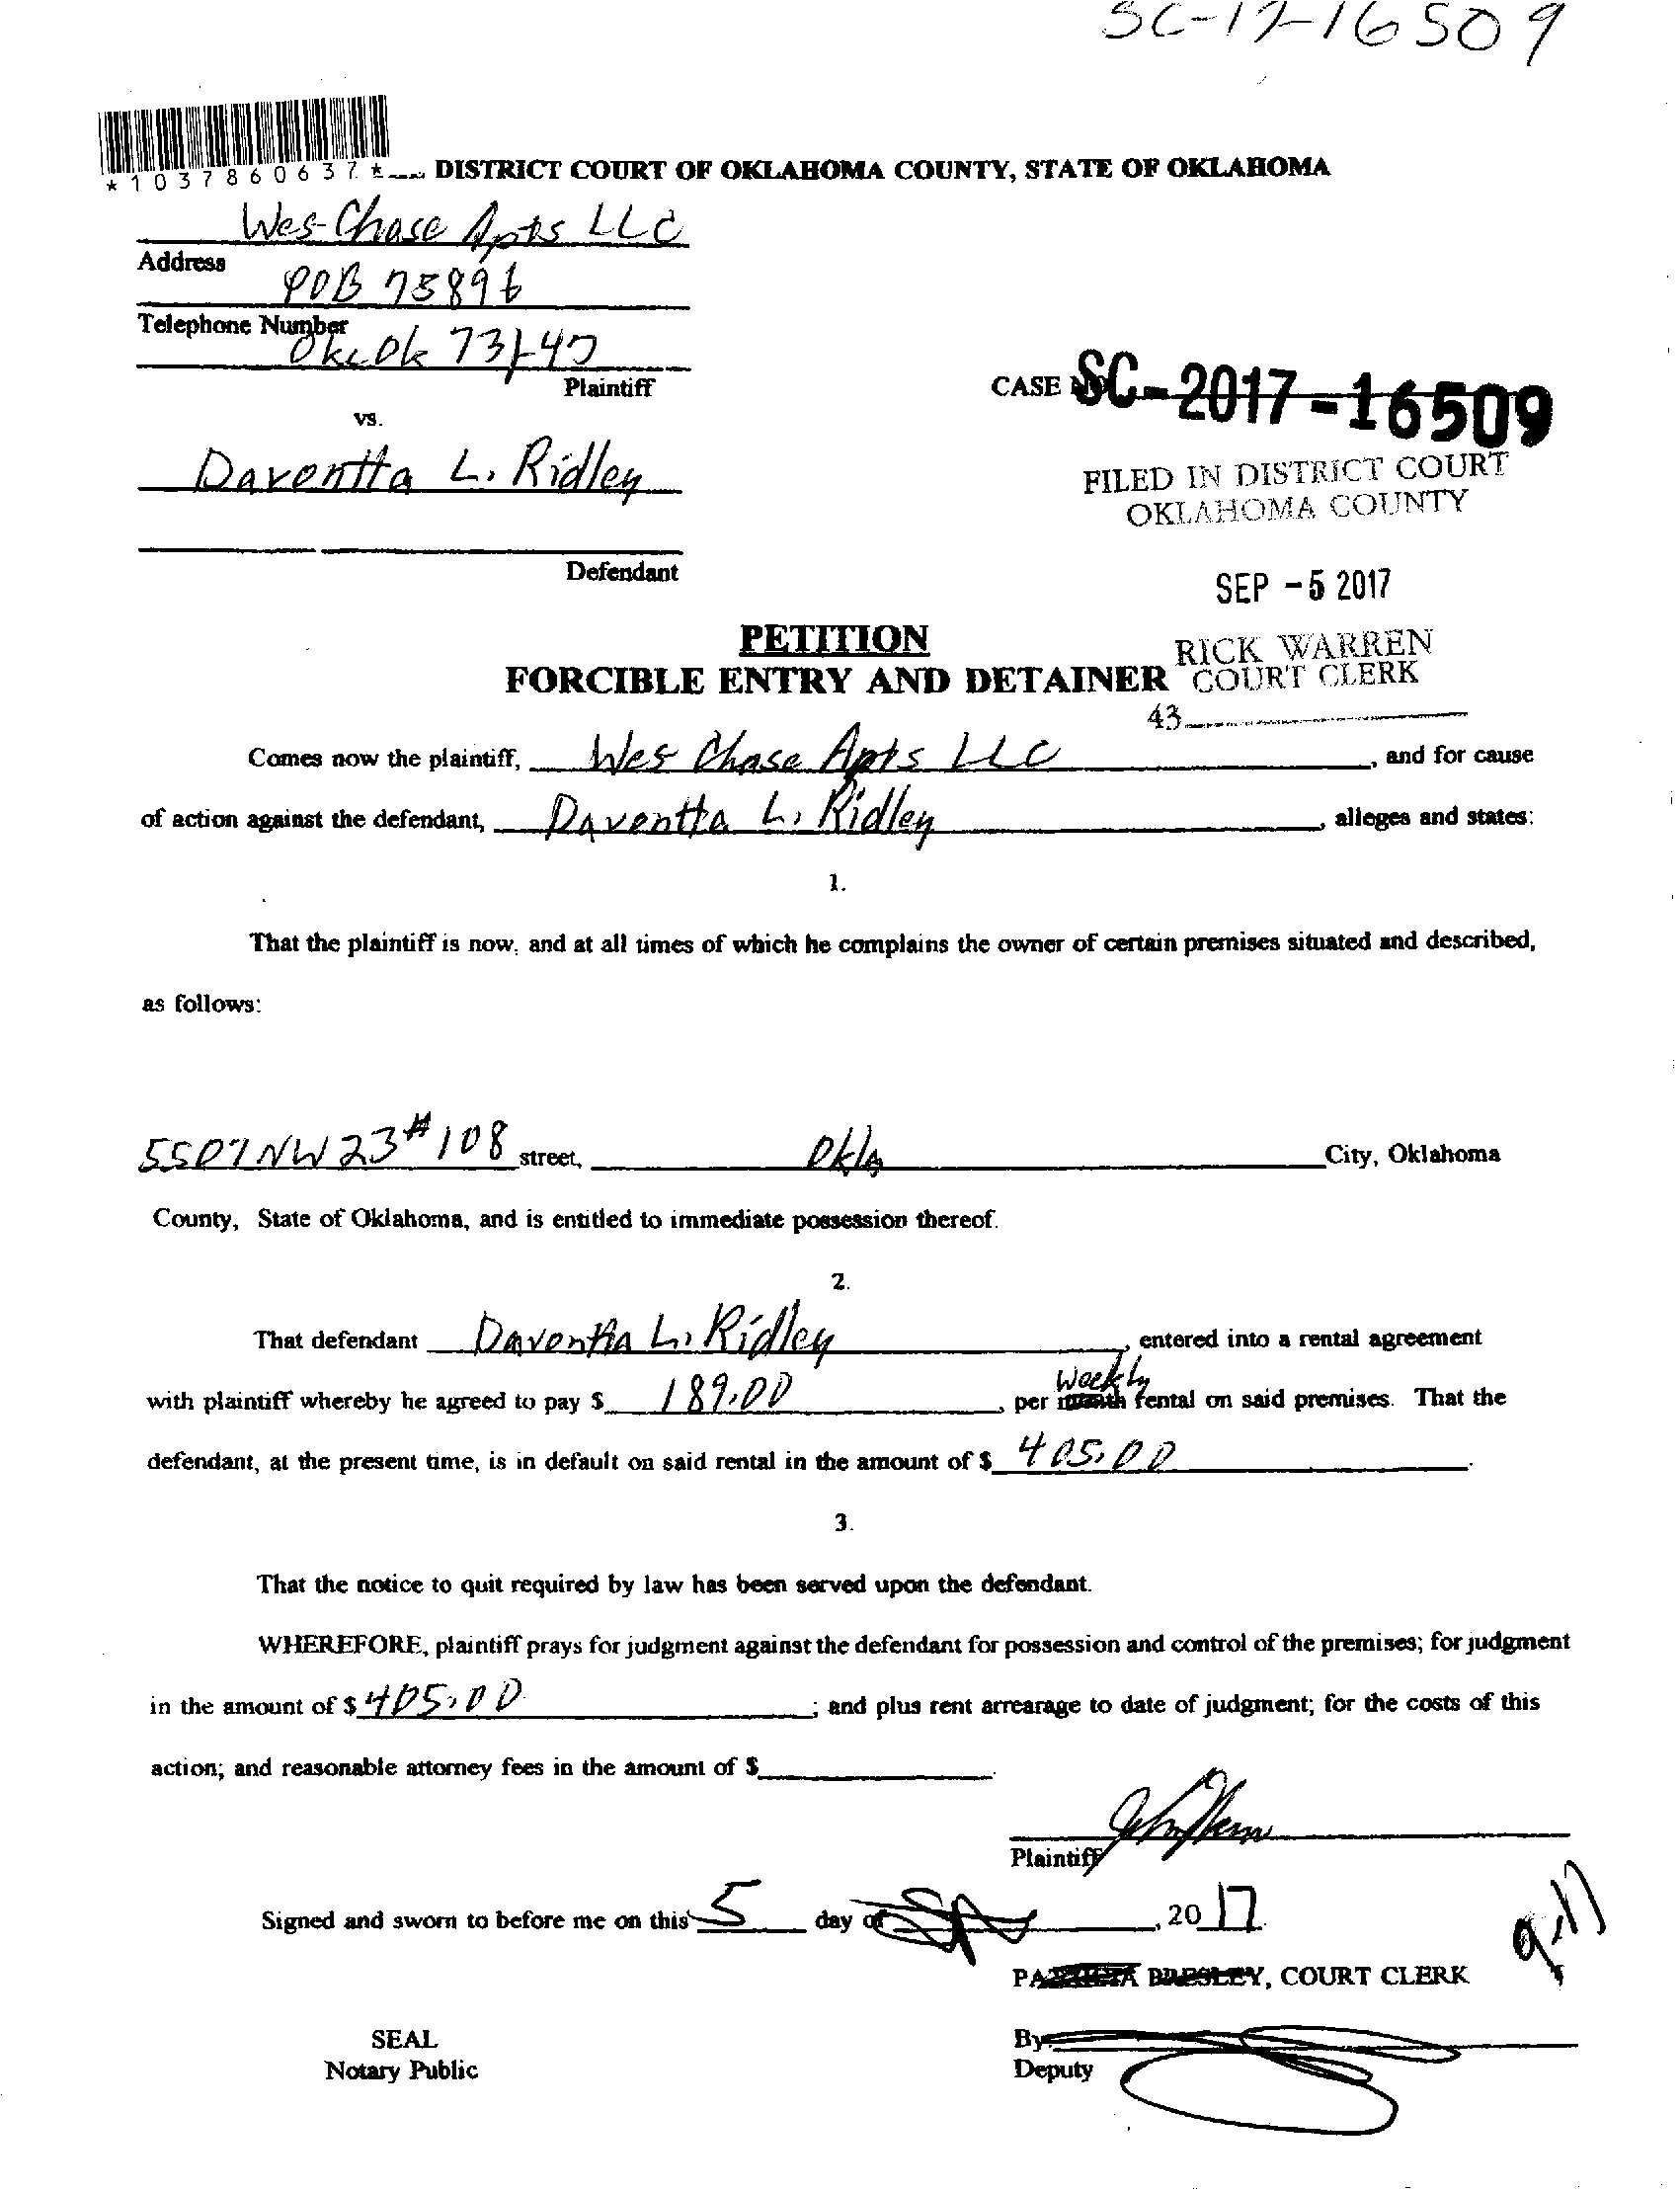 SC-17-16509
*1037860637*
DISTRICT COURT OF OKLAHOMA COUNTY, STATE OF OKLAHOMA
Wes-Chase Apts LLC
Address
POB 75896
Telephone Number
Okc Ok 73147
Plaintiff
vs.
CASE NO. SC-2017-16509
FILED IN DISTRICT COURT
OKLAHOMA COUNTY
Daventta L. Ridley
Defendant
SEP -5 2017
PETITION
FORCIBLE ENTRY AND DETAINER
RICK WARREN
COURT CLERK
43
Comes now the plaintiff, Wes Chase Apts LLC, and for cause
of action against the defendant, Daventta L. Ridley, alleges and states:
1.
That the plaintiff is now, and at all times of which he complains the owner of certain premises situated and described,
as follows:
5507 NW 23 #108 street, Okla City, Oklahoma
County, State of Oklahoma, and is entitled to immediate possession thereof.
2.
That defendant Daventta L. Ridley, entered into a rental agreement
with plaintiff whereby he agreed to pay $ 189.00, per month Weekly rental on said premises. That the
defendant, at the present time, is in default on said rental in the amount of $ 405.00.
3.
That the notice to quit required by law has been served upon the defendant.
WHEREFORE, plaintiff prays for judgment against the defendant for possession and control of the premises; for judgment
in the amount of $ 405.00; and plus rent arrearage to date of judgment; for the costs of this
action; and reasonable attorney fees in the amount of $
Plaintiff
Signed and sworn to before me on this 5 day of , 20 17
9-17
BRESLEY, COURT CLERK
SEAL
Notary Public
By
Deputy